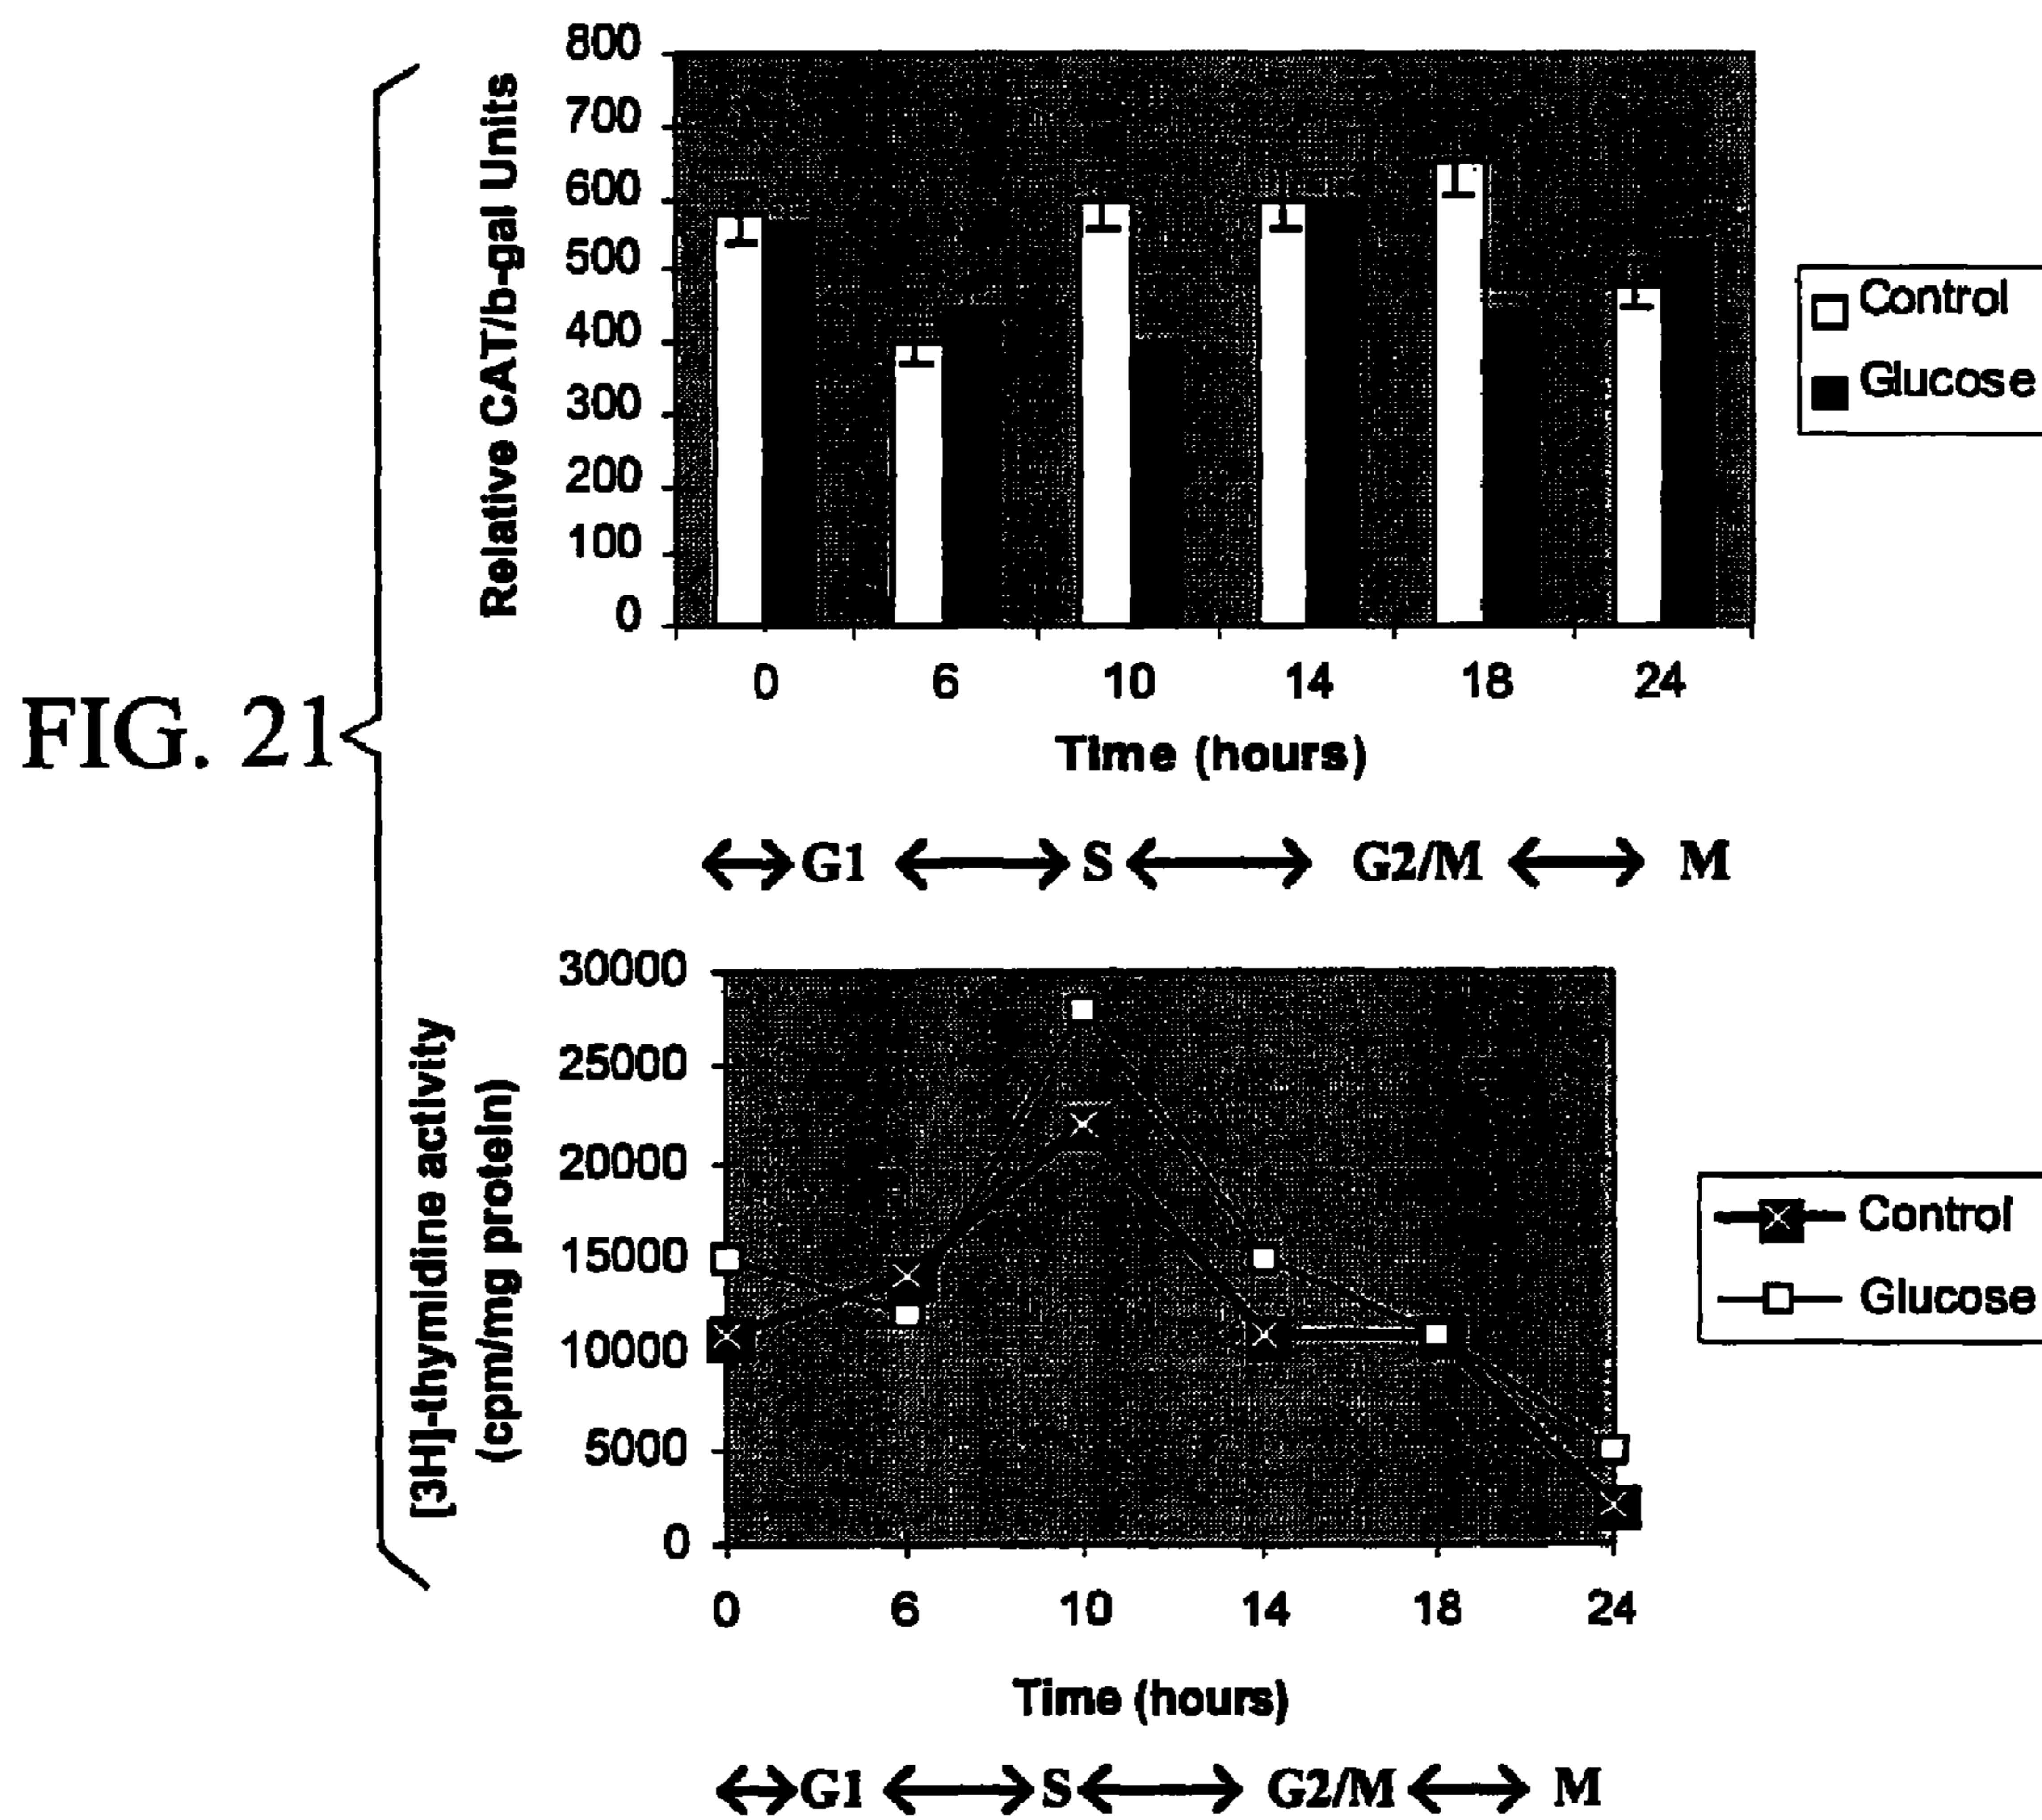 FIG. 21
Relative CAT/b-gal Units
800
700
600
500
400
300
200
100
0
0 6 10 14 18 24
Time (hours)
Control
Glucose
G1 S G2/M M
[3H]-thymidine activity
(cpm/mg protein)
30000
25000
20000
15000
10000
5000
0
0 6 10 14 18 24
Time (hours)
Control
Glucose
G1 S G2/M M